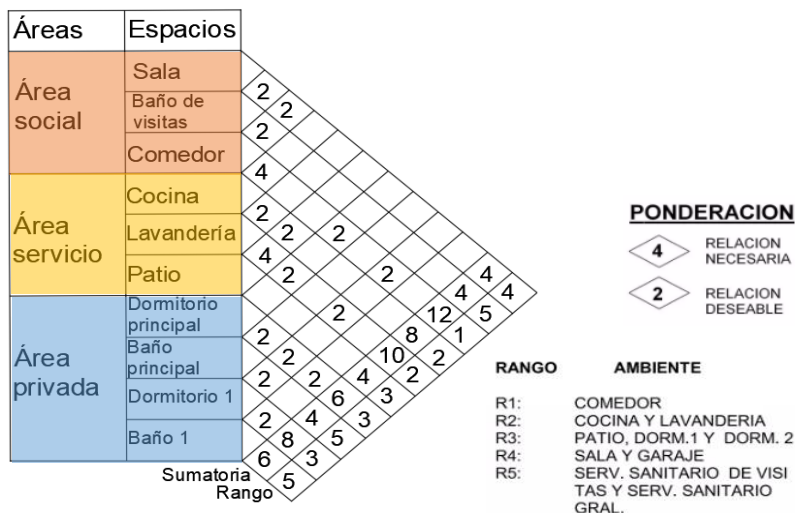 Áreas Espacios
Área
social
Sala
Baño de
visitas
Comedor
Área
servicio
Cocina
Lavandería
Patio
Área
privada
Dormitorio
principal
Baño
principal
Dormitorio 1
Baño 1
Sumatoria
Rango
2
2
2
4
2
2 2
4
2 2 4
4 4
2 12 5
8 1
2
2 10 2
2 2 4 2
6 3
2 4 3
8 5
6 3
5
PONDERACION
4 RELACION
NECESARIA
2 RELACION
DESEABLE
RANGO AMBIENTE
R1: COMEDOR
R2: COCINA Y LAVANDERIA
R3: PATIO, DORM.1 Y DORM. 2
R4: SALA Y GARAJE
R5: SERV. SANITARIO DE VISI
TAS Y SERV. SANITARIO
GRAL.